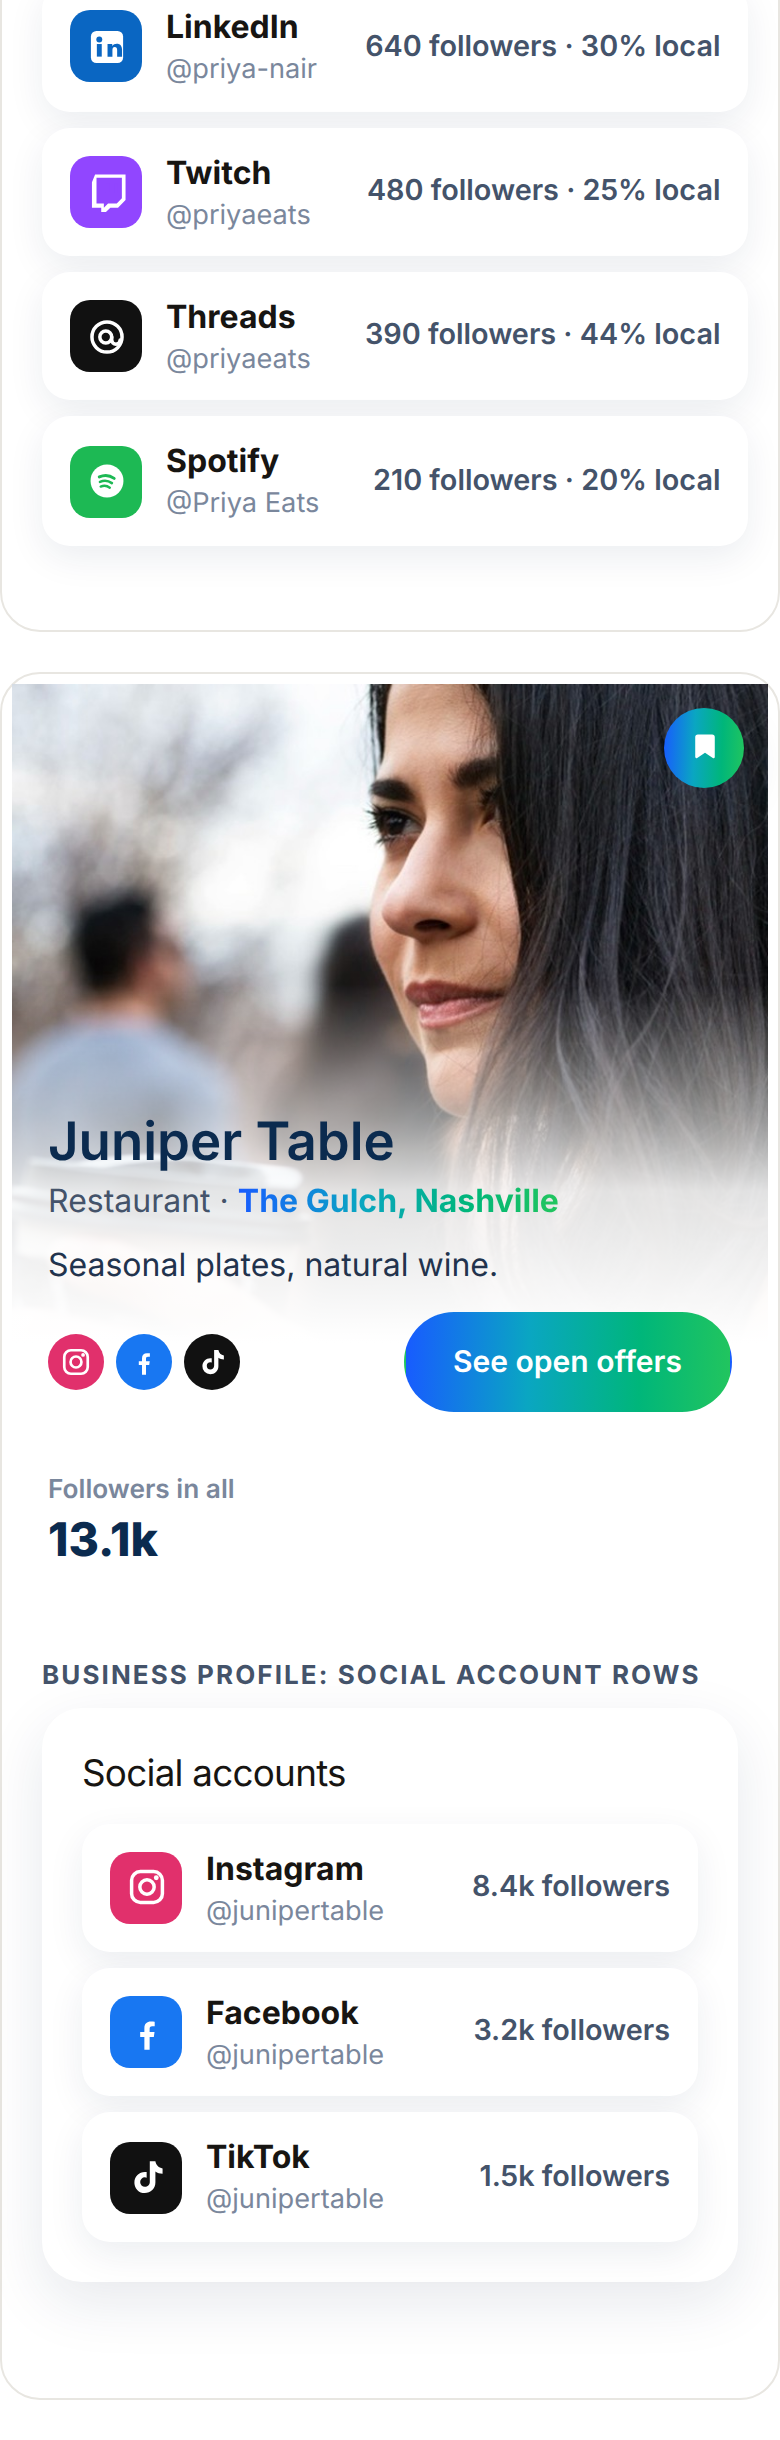 LinkedIn
@priya-nair
640 followers · 30% local
Twitch
@priyaeats
480 followers · 25% local
Threads
@priyaeats
390 followers · 44% local
Spotify
@Priya Eats
210 followers · 20% local
Juniper Table
Restaurant · The Gulch, Nashville
Seasonal plates, natural wine.
See open offers
Followers in all
13.1k
BUSINESS PROFILE: SOCIAL ACCOUNT ROWS
Social accounts
Instagram
@junipertable
8.4k followers
Facebook
@junipertable
3.2k followers
TikTok
@junipertable
1.5k followers